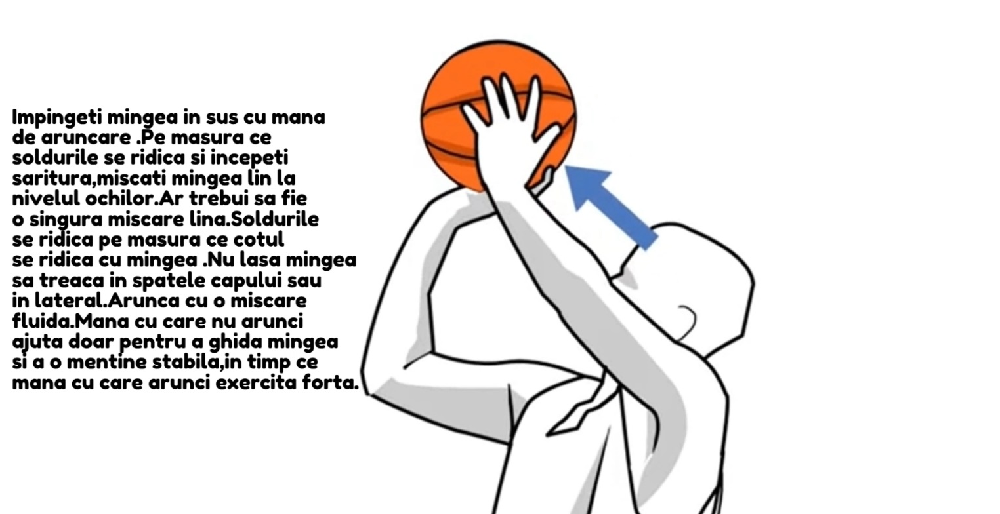 Impingeti mingea in sus cu mana
de aruncare .Pe masura ce
soldurile se ridica si incepeti
saritura,miscati mingea lin la
nivelul ochilor.Ar trebui sa fie
o singura miscare lina.Soldurile
se ridica pe masura ce cotul
se ridica cu mingea .Nu lasa mingea
sa treaca in spatele capului sau
in lateral.Arunca cu o miscare
fluida.Mana cu care nu arunci
ajuta doar pentru a ghida mingea
si a o mentine stabila,in timp ce
mana cu care arunci exercita forta.